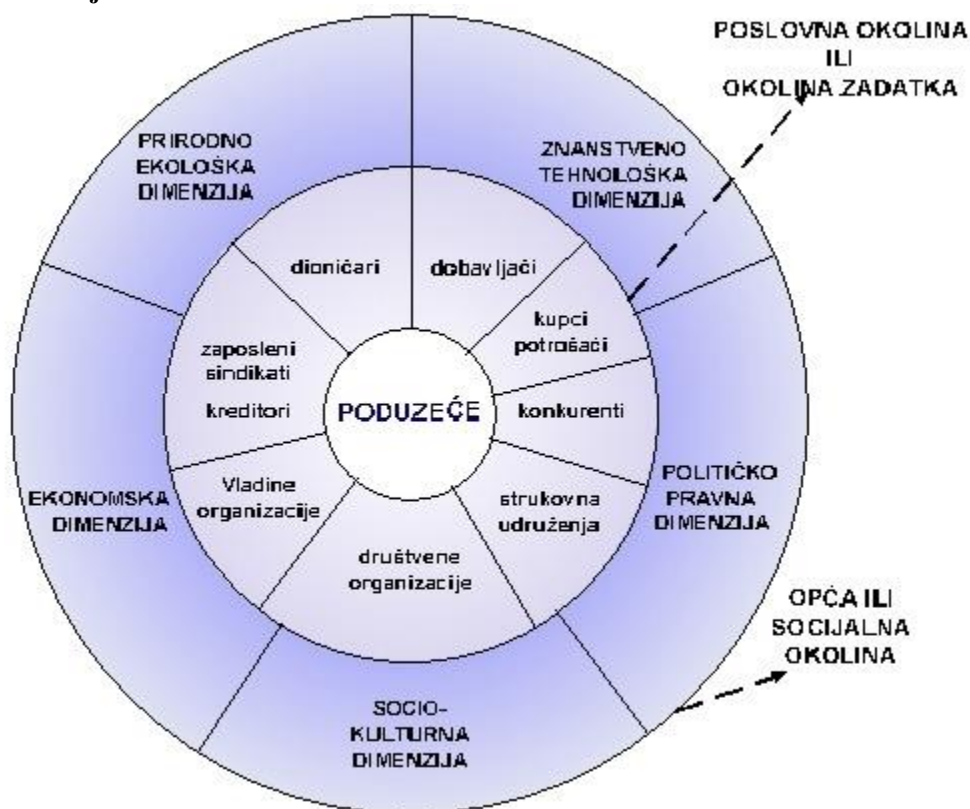 POSLOVNA OKOLINA
ILI
OKOLINA ZADATKA
PRIRODNO
EKOLOŠKA
DIMENZIJA
ZNANSTVENO
TEHNOLOŠKA
DIMENZIJA
dioničari
dobavljači
kupci
potrošači
zaposleni
sindikati
kreditori
PODUZEĆE
konkurenti
EKONOMSKA
DIMENZIJA
Vladine
organizacije
strukovna
udruženja
POLITIČKO
PRAVNA
DIMENZIJA
društvene
organizacije
OPĆA ILI
SOCIJALNA
OKOLINA
SOCIO-
KULTURNA
DIMENZIJA